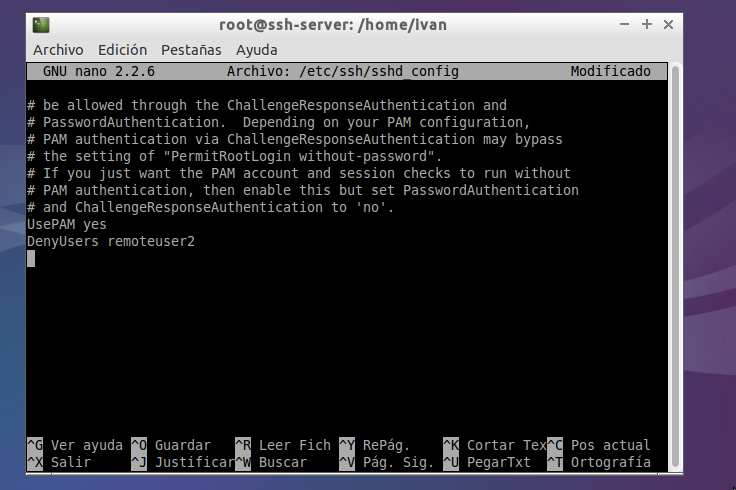 root@ssh-server: /home/ivan
Archivo Edición Pestañas Ayuda
GNU nano 2.2.6 Archivo: /etc/ssh/sshd_config Modificado
# be allowed through the ChallengeResponseAuthentication and
# PasswordAuthentication.  Depending on your PAM configuration,
# PAM authentication via ChallengeResponseAuthentication may bypass
# the setting of "PermitRootLogin without-password".
# If you just want the PAM account and session checks to run without
# PAM authentication, then enable this but set PasswordAuthentication
# and ChallengeResponseAuthentication to 'no'.
UsePAM yes
DenyUsers remoteuser2
^G Ver ayuda ^O Guardar ^R Leer Fich ^Y RePág. ^K Cortar Tex^C Pos actual
^X Salir ^J Justificar^W Buscar ^V Pág. Sig. ^U PegarTxt ^T Ortografía